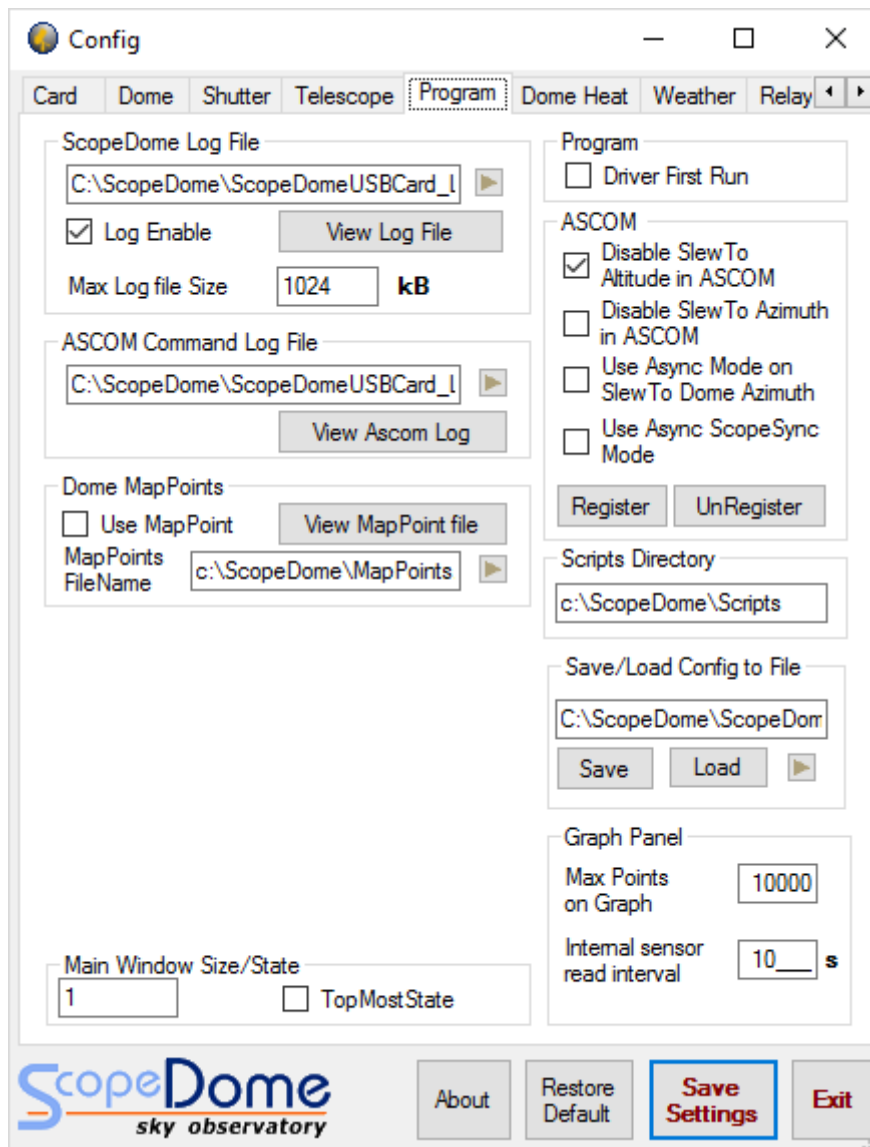 Config
Card Dome Shutter Telescope Program Dome Heat Weather Relay
ScopeDome Log File
C:\ScopeDome\ScopeDomeUSBCard_L
Log Enable View Log File
Max Log file Size 1024 kB
ASCOM Command Log File
C:\ScopeDome\ScopeDomeUSBCard_L
View Ascom Log
Dome MapPoints
Use MapPoint View MapPoint file
MapPoints
FileName c:\ScopeDome\MapPoints
Program
Driver First Run
ASCOM
Disable SlewTo
Altitude in ASCOM
Disable SlewTo Azimuth
in ASCOM
Use Async Mode on
SlewTo Dome Azimuth
Use Async ScopeSync
Mode
Register UnRegister
Scripts Directory
c:\ScopeDome\Scripts
Save/Load Config to File
C:\ScopeDome\ScopeDom
Save Load
Graph Panel
Max Points
on Graph 10000
Internal sensor
read interval 10___ s
Main Window Size/State
1 TopMostState
ScopeDome
sky observatory
About
Restore
Default
Save
Settings
Exit